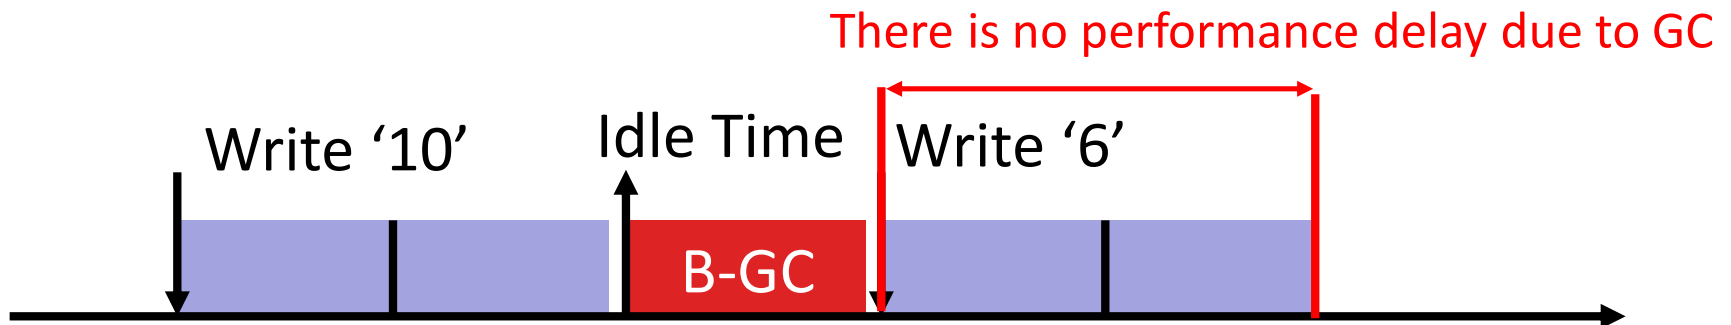 There is no performance delay due to GC
Write ‘10’
Idle Time
Write ‘6’
B-GC